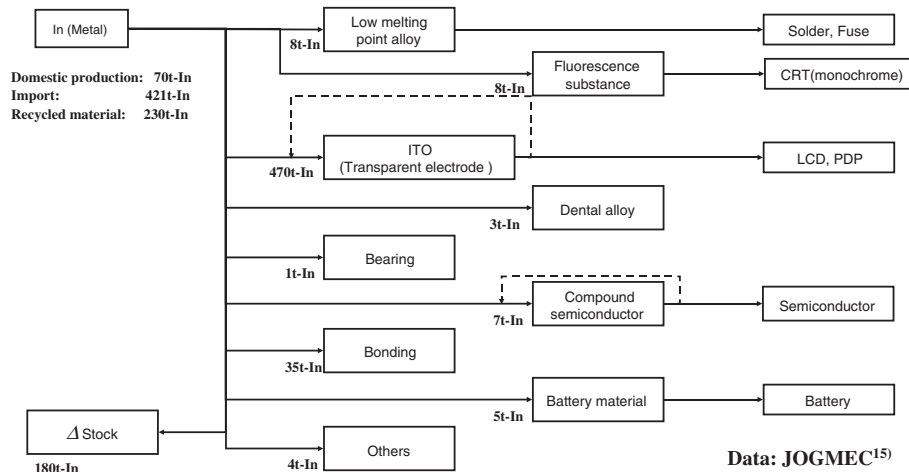 In (Metal)
Domestic production: 70t-In
Import: 421t-In
Recycled material: 230t-In
Low melting
point alloy
8t-In
Solder, Fuse
Fluorescence
substance
8t-In
CRT(monochrome)
ITO
(Transparent electrode )
470t-In
LCD, PDP
Dental alloy
3t-In
Bearing
1t-In
Compound
semiconductor
7t-In
Semiconductor
Bonding
35t-In
Battery material
5t-In
Battery
Δ Stock
180t-In
Others
4t-In
Data: JOGMEC¹⁵⁾